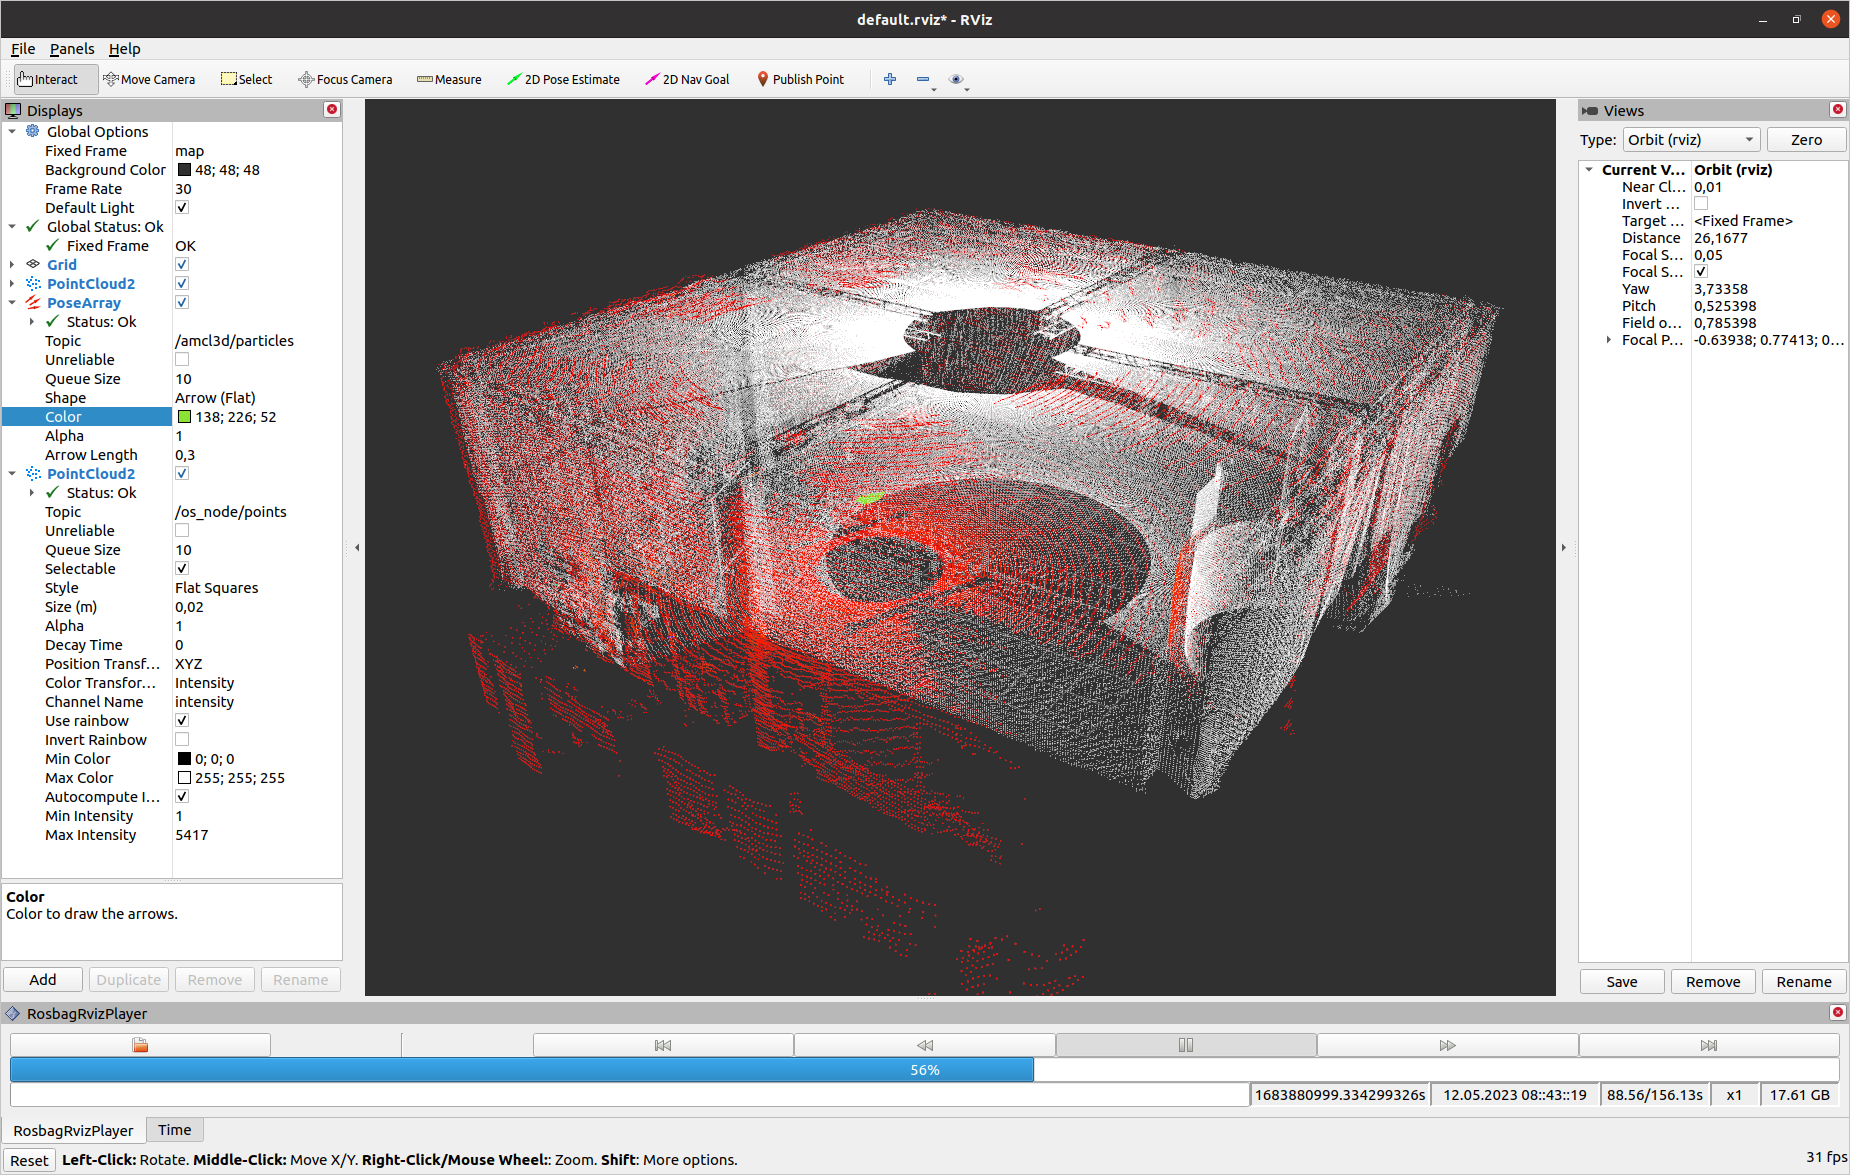 default.rviz* - RViz
File Panels Help
Interact Move Camera Select Focus Camera Measure 2D Pose Estimate 2D Nav Goal Publish Point
Displays
Global Options
Fixed Frame map
Background Color 48; 48; 48
Frame Rate 30
Default Light
Global Status: Ok
Fixed Frame OK
Grid
PointCloud2
PoseArray
Status: Ok
Topic /amcl3d/particles
Unreliable
Queue Size 10
Shape Arrow (Flat)
Color 138; 226; 52
Alpha 1
Arrow Length 0,3
PointCloud2
Status: Ok
Topic /os_node/points
Unreliable
Queue Size 10
Selectable
Style Flat Squares
Size (m) 0,02
Alpha 1
Decay Time 0
Position Transf... XYZ
Color Transfor... Intensity
Channel Name intensity
Use rainbow
Invert Rainbow
Min Color 0; 0; 0
Max Color 255; 255; 255
Autocompute I...
Min Intensity 1
Max Intensity 5417
Color
Color to draw the arrows.
Add Duplicate Remove Rename
Views
Type: Orbit (rviz) Zero
Current V... Orbit (rviz)
Near Cl... 0,01
Invert ...
Target ... <Fixed Frame>
Distance 26,1677
Focal S... 0,05
Focal S...
Yaw 3,73358
Pitch 0,525398
Field o... 0,785398
Focal P... -0.63938; 0.77413; 0...
Save Remove Rename
RosbagRvizPlayer
56%
1683880999.334299326s 12.05.2023 08::43::19 88.56/156.13s x1 17.61 GB
RosbagRvizPlayer Time
Reset Left-Click: Rotate. Middle-Click: Move X/Y. Right-Click/Mouse Wheel:: Zoom. Shift: More options. 31 fps